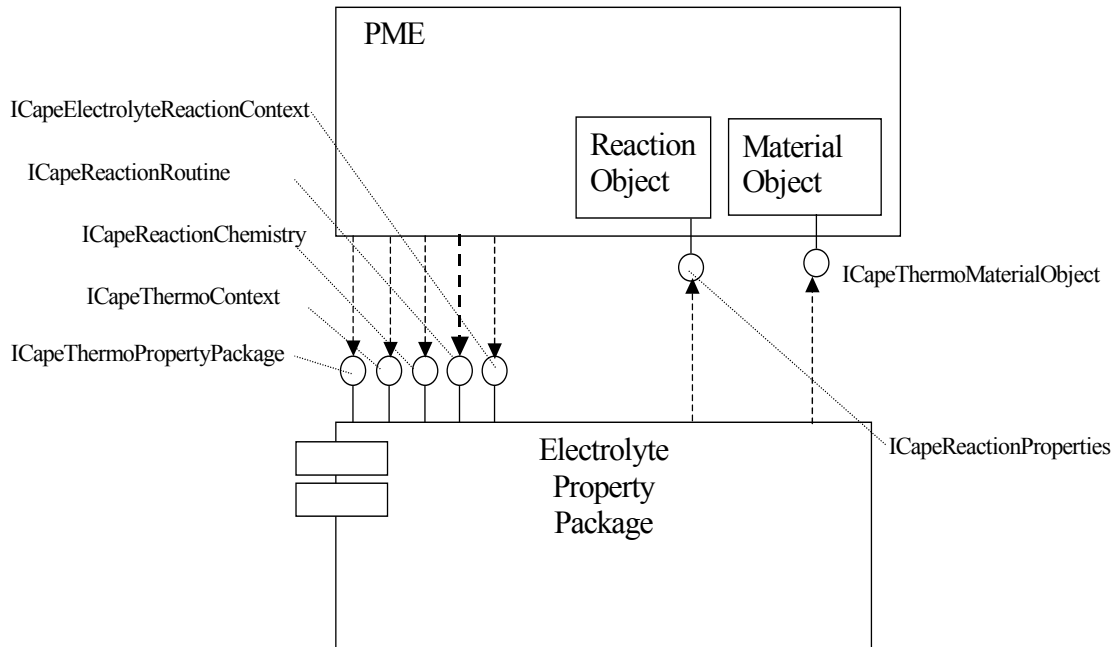 PME
ICapeElectrolyteReactionContext
Reaction
Object
Material
Object
ICapeReactionRoutine
ICapeReactionChemistry
ICapeThermoMaterialObject
ICapeThermoContext
ICapeThermoPropertyPackage
Electrolyte
Property
Package
ICapeReactionProperties